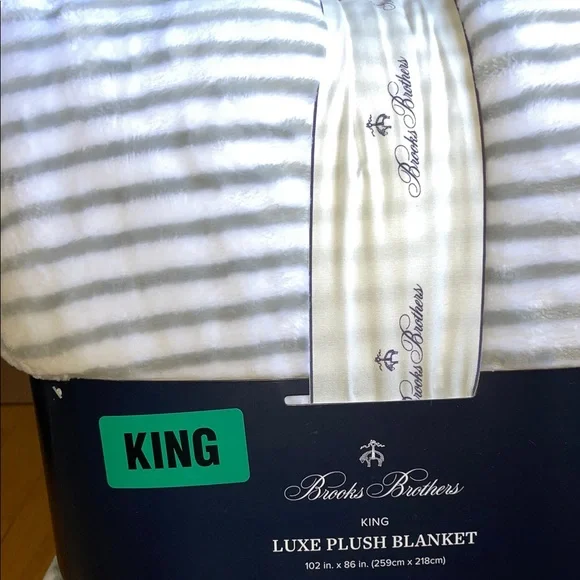 Brooks Brothers
Brooks Brothers
KING
Brooks Brothers
KING
LUXE PLUSH BLANKET
102 in. x 86 in. (259cm x 218cm)